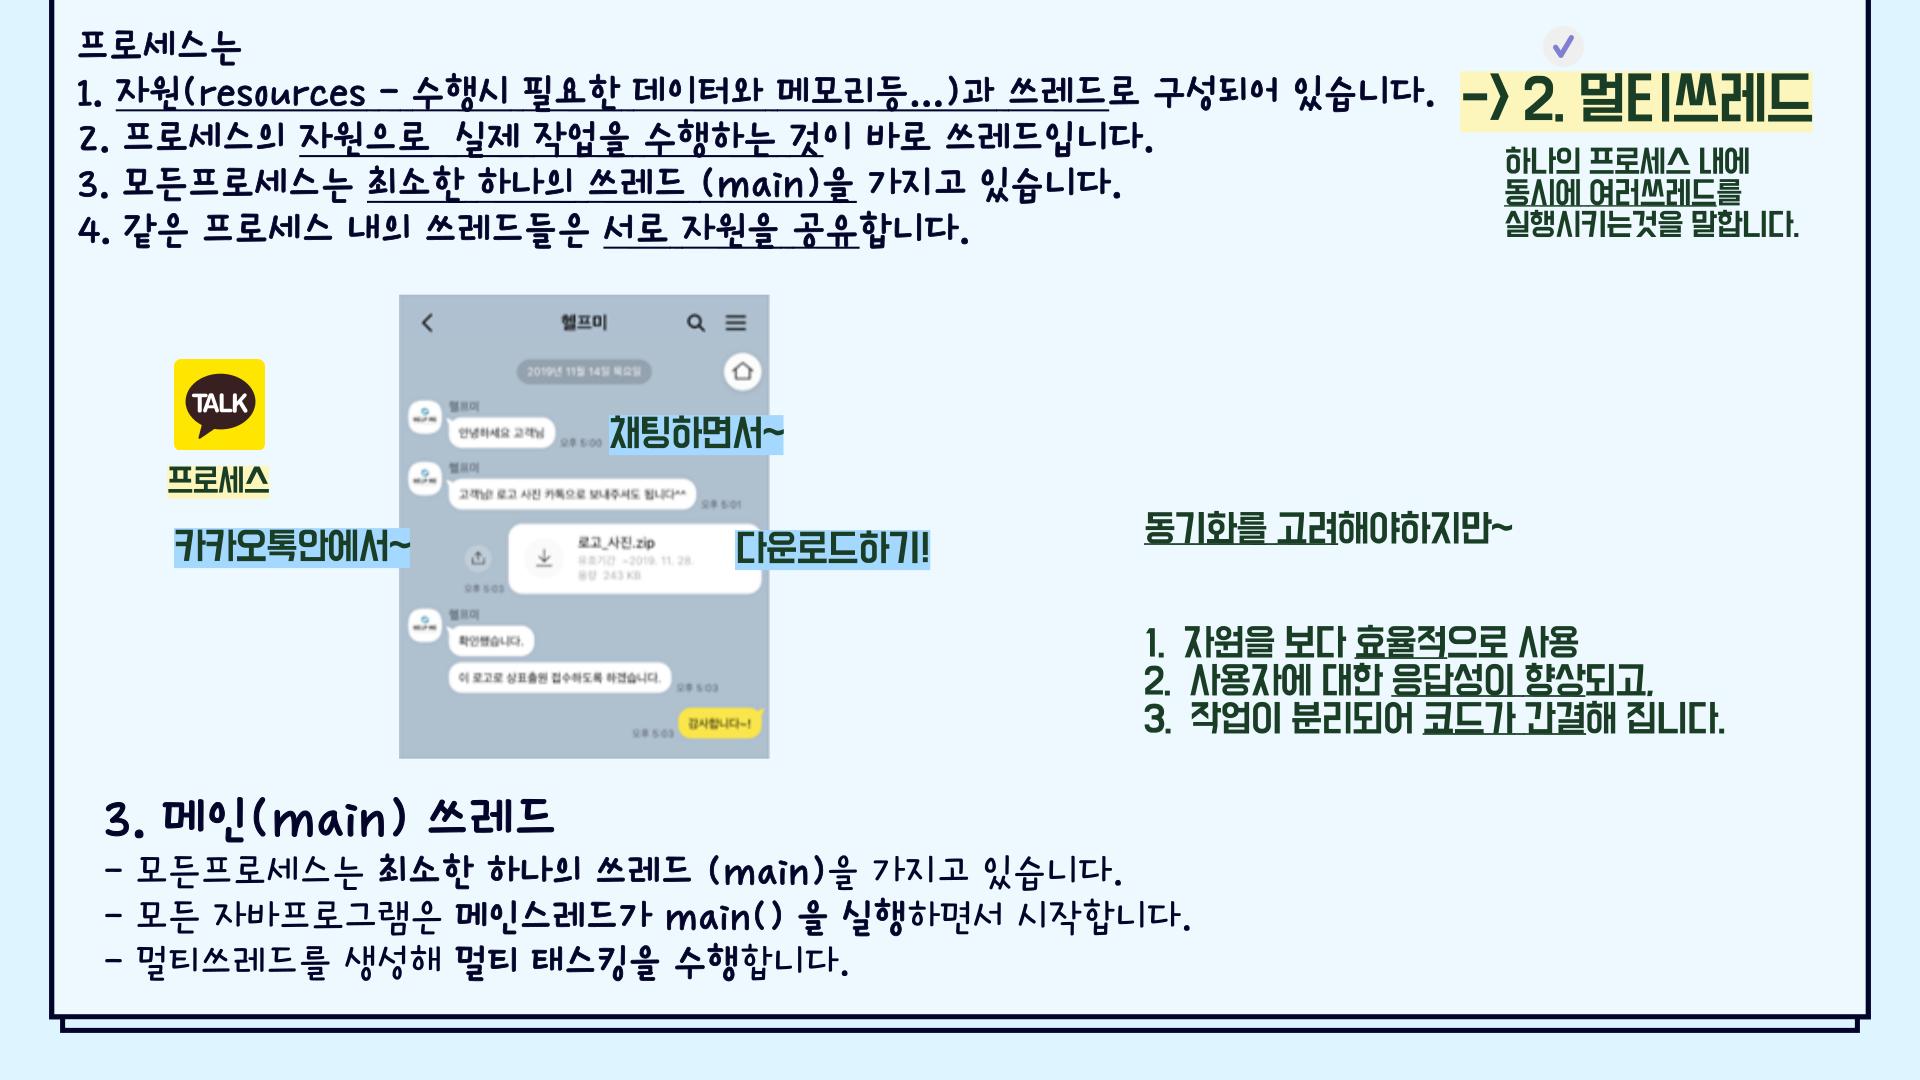 프로세스는
1. 자원(resources - 수행시 필요한 데이터와 메모리등...)과 쓰레드로 구성되어 있습니다.
2. 프로세스의 자원으로 실제 작업을 수행하는 것이 바로 쓰레드입니다.
3. 모든프로세스는 최소한 하나의 쓰레드 (main)을 가지고 있습니다.
4. 같은 프로세스 내의 쓰레드들은 서로 자원을 공유합니다.
-> 2. 멀티쓰레드
하나의 프로세스 내에
동시에 여러쓰레드를
실행시키는것을 말합니다.
TALK
프로세스
카카오톡안에서~
헬프미
2019년 11월 14일 목요일
헬프미
안녕하세요 고객님
오후 5:00
채팅하면서~
헬프미
고객님! 로고 사진 카톡으로 보내주셔도 됩니다^^
오후 5:01
로고_사진.zip
유효기간 ~2019. 11. 28.
용량 243 KB
오후 5:03
다운로드하기!
헬프미
확인했습니다.
이 로고로 상표출원 접수하도록 하겠습니다.
오후 5:03
감사합니다~!
오후 5:03
동기화를 고려해야하지만~
1. 자원을 보다 효율적으로 사용
2. 사용자에 대한 응답성이 향상되고,
3. 작업이 분리되어 코드가 간결해 집니다.
3. 메인(main) 쓰레드
- 모든프로세스는 최소한 하나의 쓰레드 (main)을 가지고 있습니다.
- 모든 자바프로그램은 메인스레드가 main() 을 실행하면서 시작합니다.
- 멀티쓰레드를 생성해 멀티 태스킹을 수행합니다.